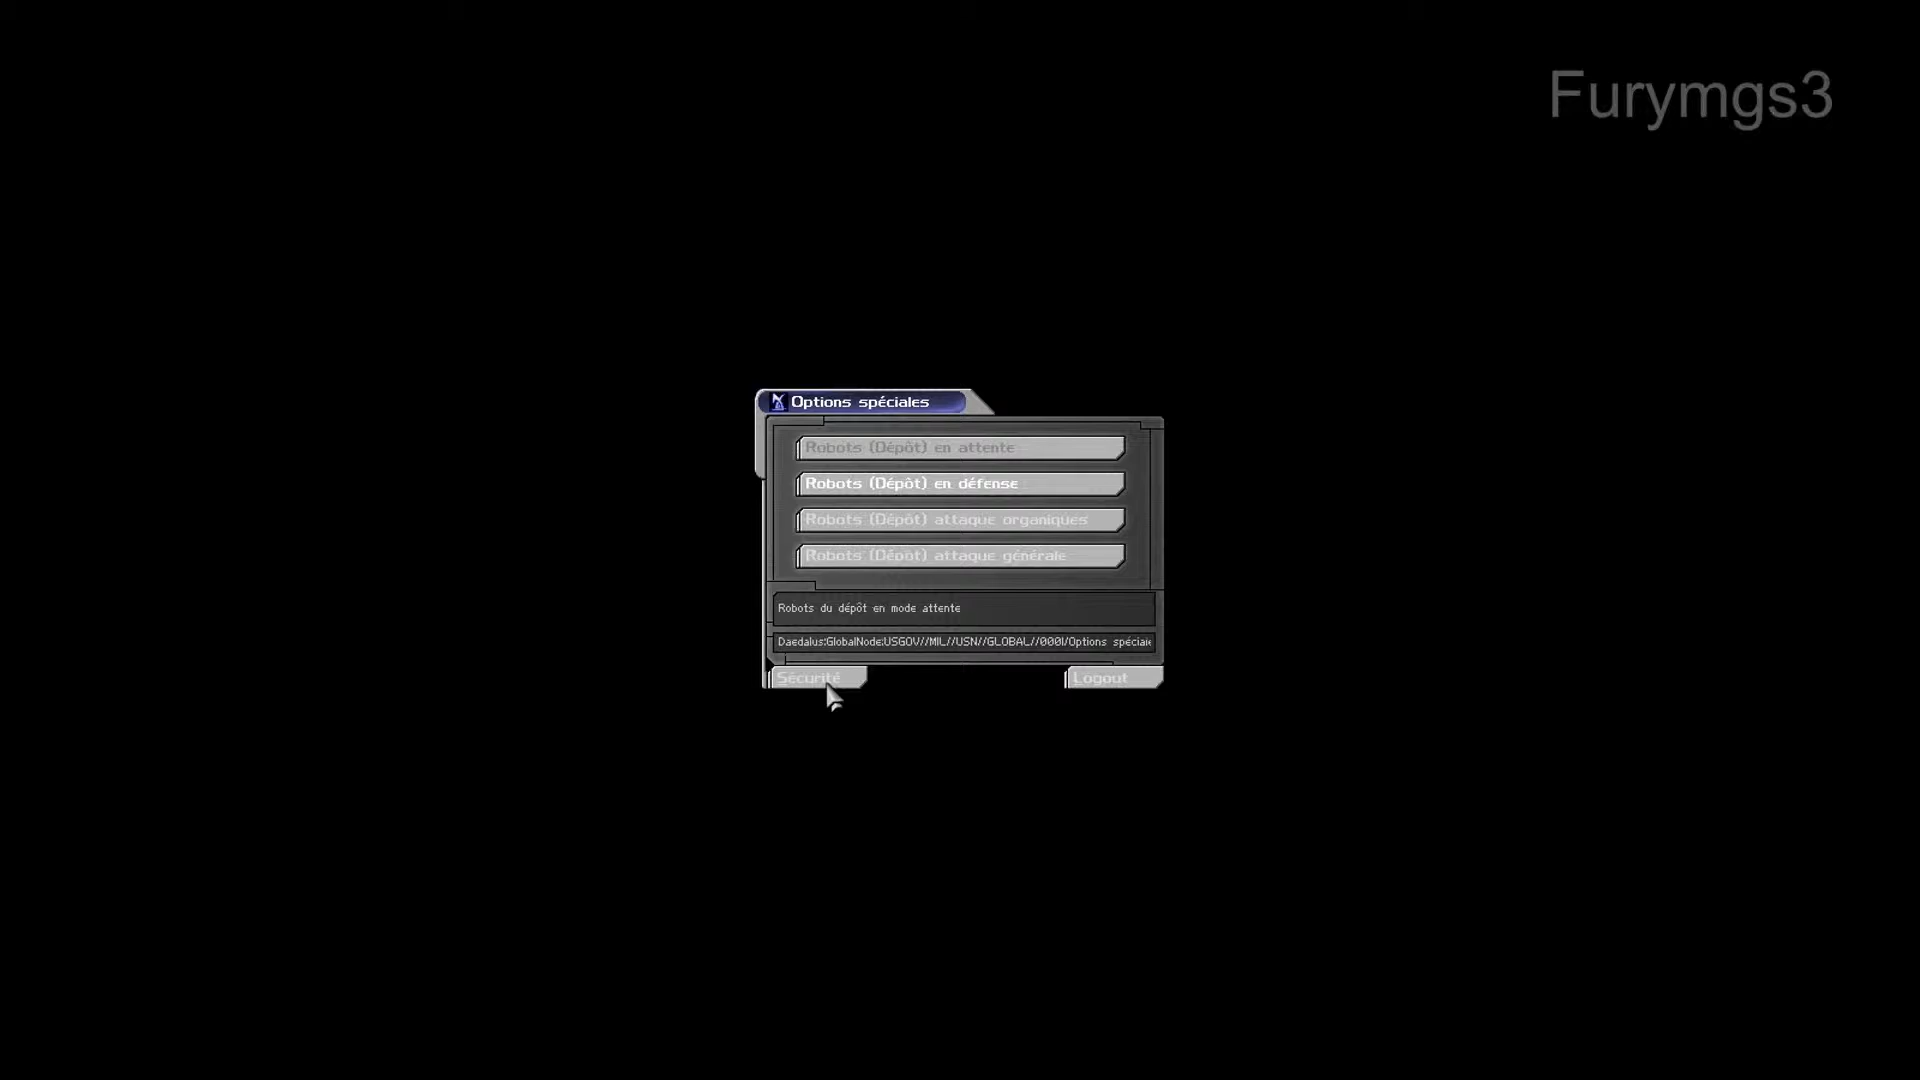 Furymgs3
Options spéciales
Robots (Dépôt) en attente
Robots (Dépôt) en défense
Robots (Dépôt) attaque organiques
Robots (Dépôt) attaque générale
Robots du dépôt en mode attente
Daedalus:GlobalNode:USGOV//MIL//USN//GLOBAL//0001/Options spéciale
Sécurité
Logout